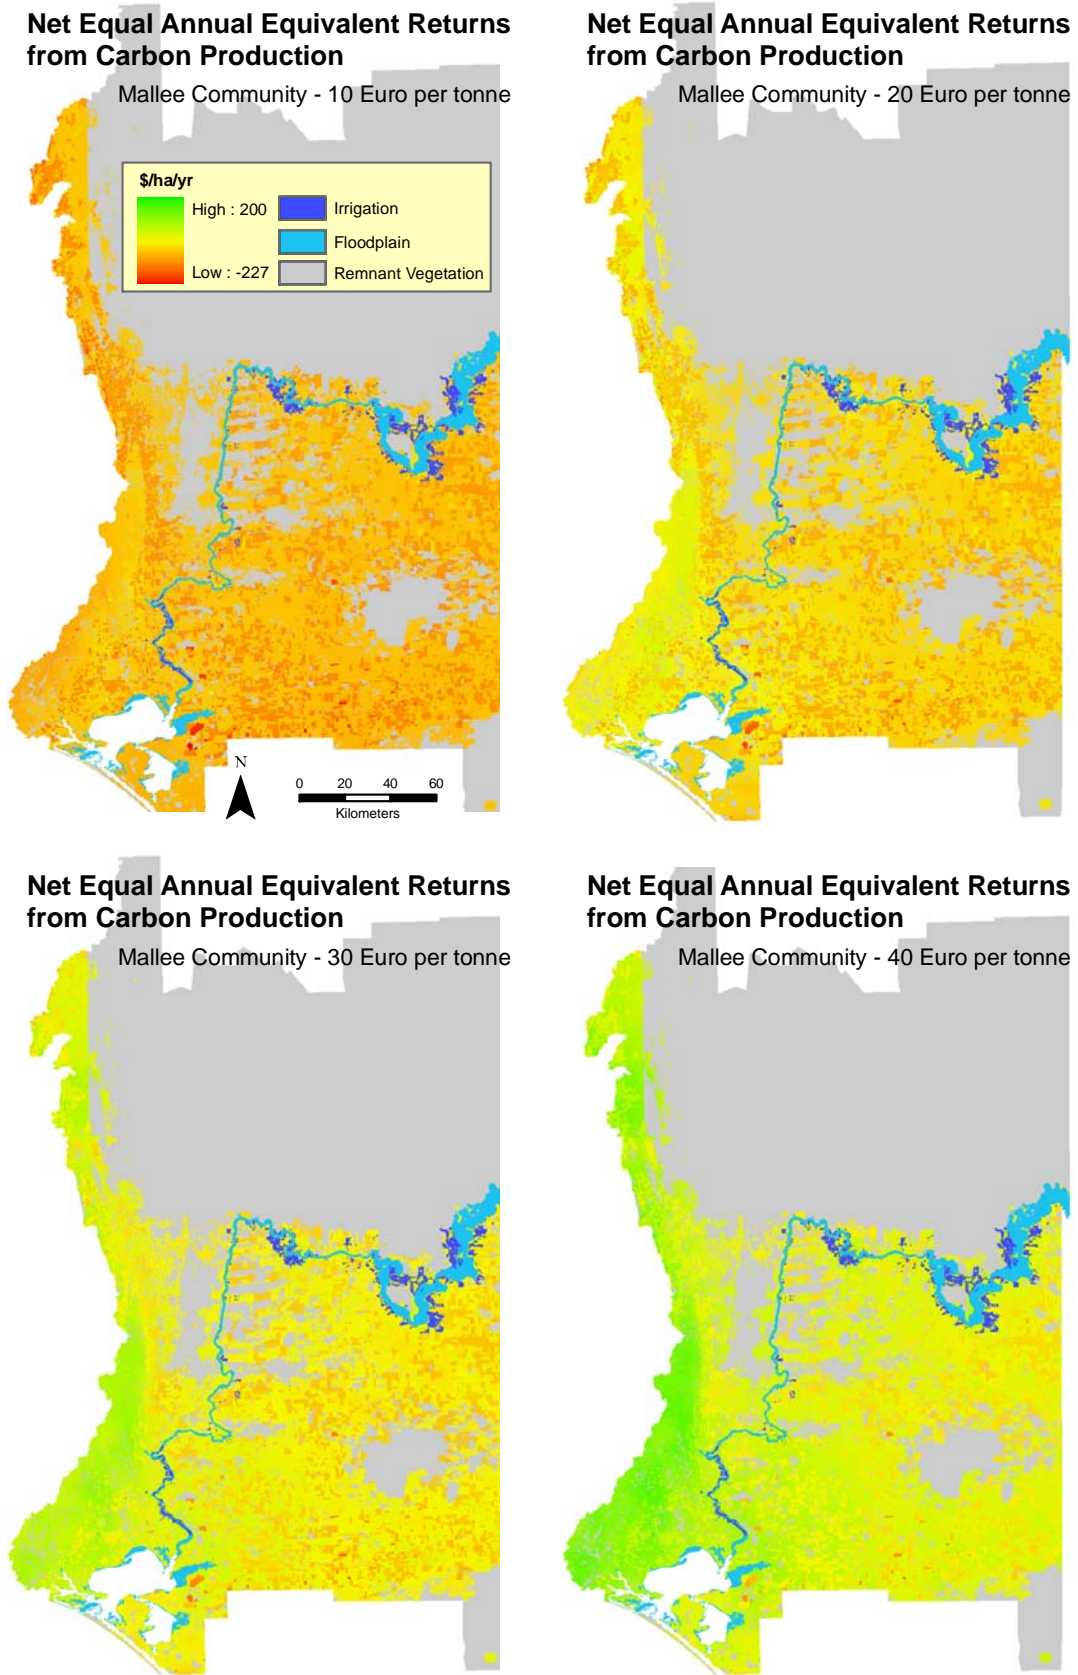 Net Equal Annual Equivalent Returns
from Carbon Production
Mallee Community - 10 Euro per tonne
$/ha/yr
High : 200
Low : -227
Irrigation
Floodplain
Remnant Vegetation
N
0 20 40 60
Kilometers
Net Equal Annual Equivalent Returns
from Carbon Production
Mallee Community - 20 Euro per tonne
Net Equal Annual Equivalent Returns
from Carbon Production
Mallee Community - 30 Euro per tonne
Net Equal Annual Equivalent Returns
from Carbon Production
Mallee Community - 40 Euro per tonne